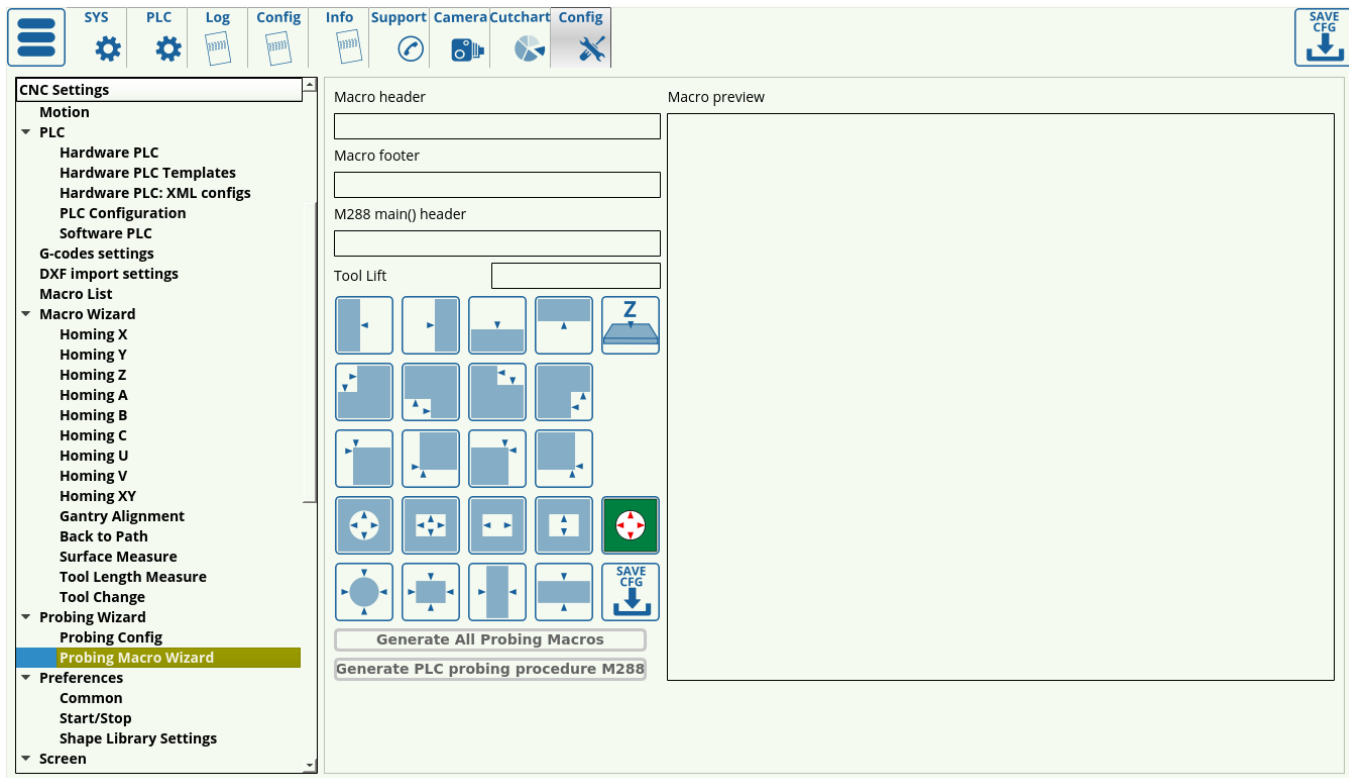 SYS
PLC
Log
Config
Info
Support
Camera
Cutchart
Config
SAVE
CFG
CNC Settings
Motion
PLC
Hardware PLC
Hardware PLC Templates
Hardware PLC: XML configs
PLC Configuration
Software PLC
G-codes settings
DXF import settings
Macro List
Macro Wizard
Homing X
Homing Y
Homing Z
Homing A
Homing B
Homing C
Homing U
Homing V
Homing XY
Gantry Alignment
Back to Path
Surface Measure
Tool Length Measure
Tool Change
Probing Wizard
Probing Config
Probing Macro Wizard
Preferences
Common
Start/Stop
Shape Library Settings
Screen
Macro header
Macro footer
M288 main() header
Tool Lift
Z
SAVE
CFG
Generate All Probing Macros
Generate PLC probing procedure M288
Macro preview